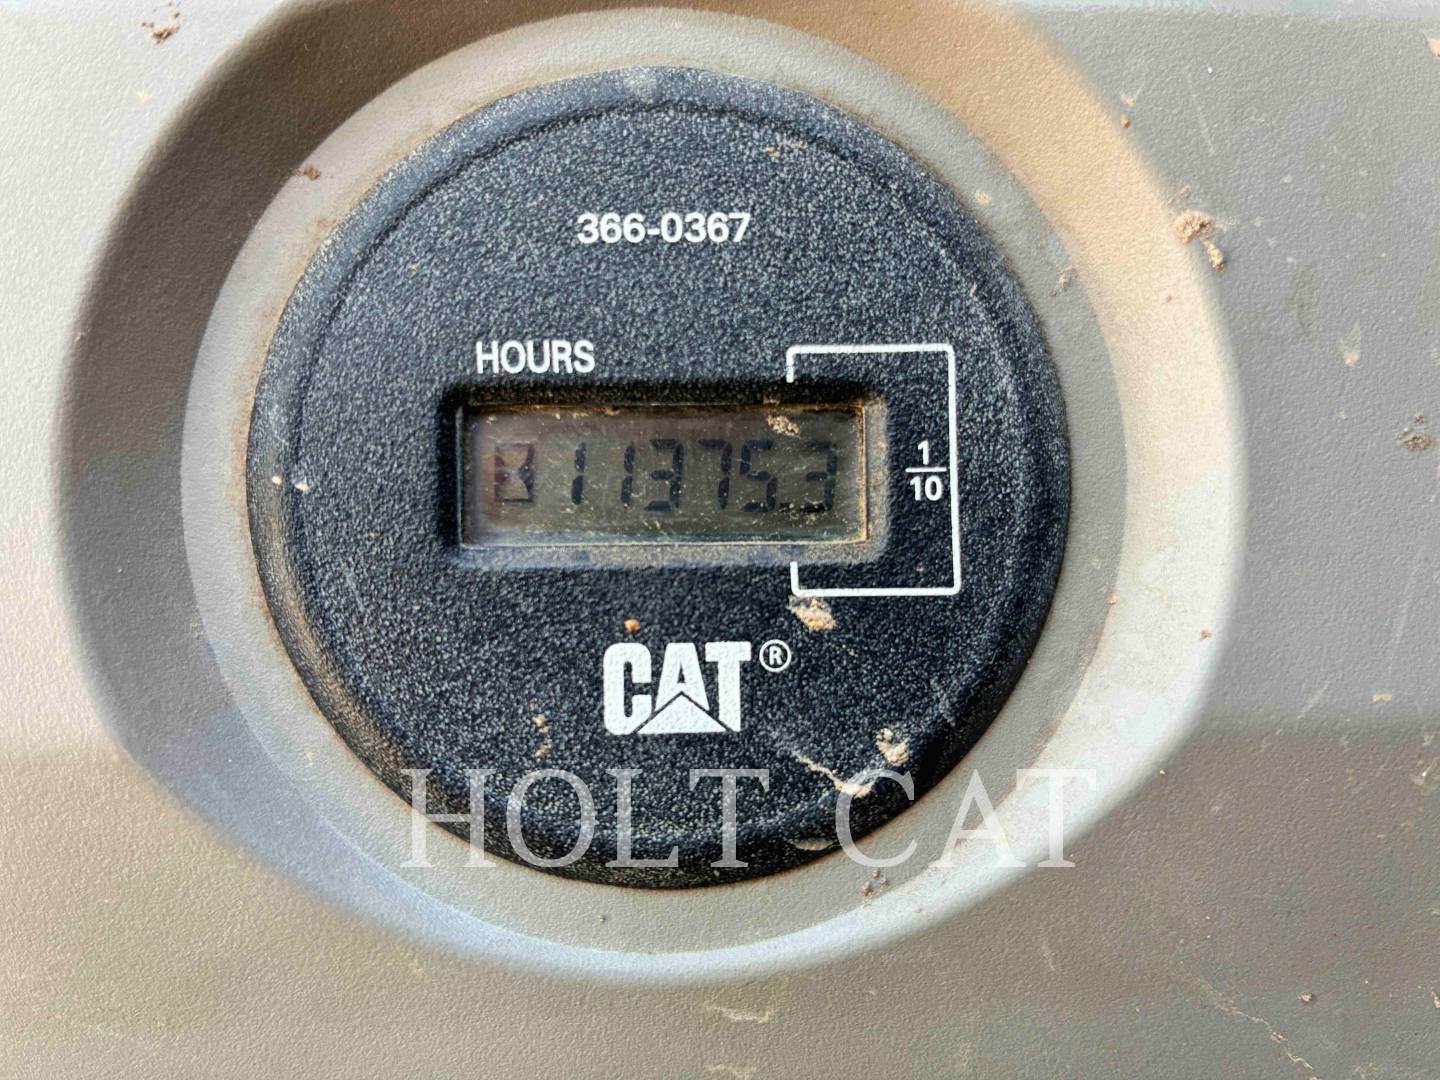 366-0367
HOURS
11375.3
1/10
CAT®
HOLT CAT